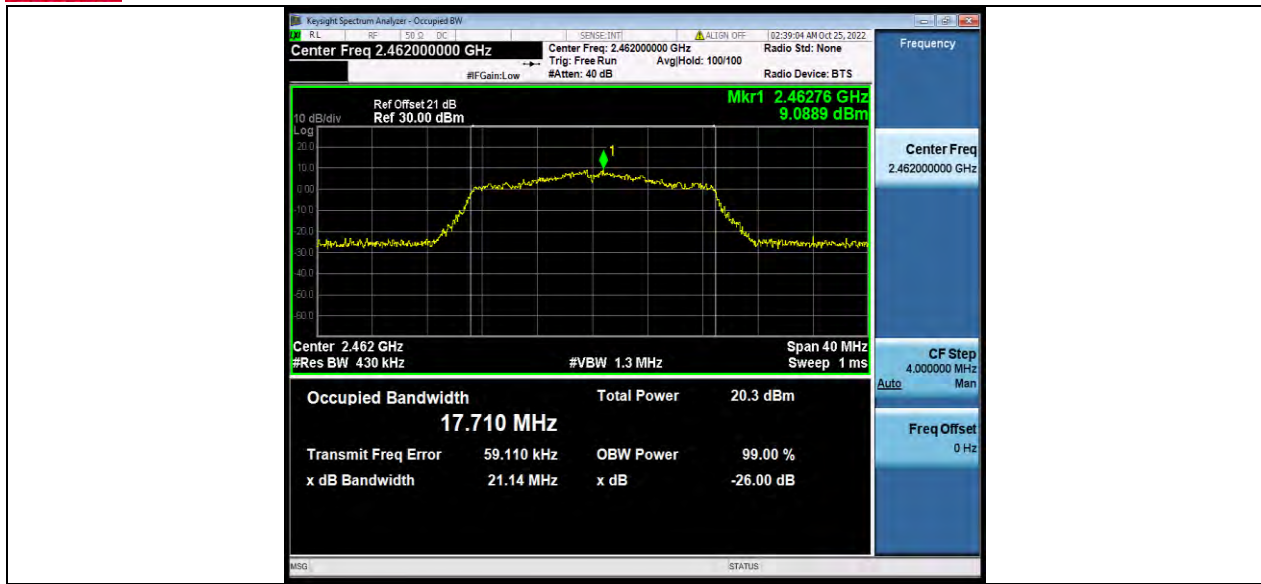 Keysight Spectrum Analyzer - Occupied BW
RL RF 50 Ω DC SENSE:INT ALIGN OFF 02:39:04 AM Oct 25, 2022
Center Freq 2.462000000 GHz Center Freq: 2.462000000 GHz Radio Std: None
Trig: Free Run Avg|Hold: 100/100
#IFGain:Low #Atten: 40 dB Radio Device: BTS
Frequency
Mkr1 2.46276 GHz
9.0889 dBm
Ref Offset 21 dB
10 dB/div Ref 30.00 dBm
Log
20.0
10.0
0.00
-10.0
-20.0
-30.0
-40.0
-50.0
-60.0
1
Center 2.462 GHz Span 40 MHz
#Res BW 430 kHz #VBW 1.3 MHz Sweep 1 ms
Center Freq
2.462000000 GHz
CF Step
4.000000 MHz
Auto Man
Freq Offset
0 Hz
Occupied Bandwidth Total Power 20.3 dBm
17.710 MHz
Transmit Freq Error 59.110 kHz OBW Power 99.00 %
x dB Bandwidth 21.14 MHz x dB -26.00 dB
MSG STATUS